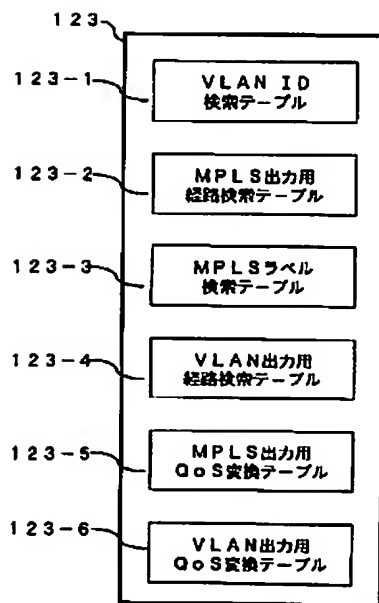 123
123-1
VLAN ID
検索テーブル
123-2
MPLS出力用
経路検索テーブル
123-3
MPLSラベル
検索テーブル
123-4
VLAN出力用
経路検索テーブル
123-5
MPLS出力用
QoS変換テーブル
123-6
VLAN出力用
QoS変換テーブル